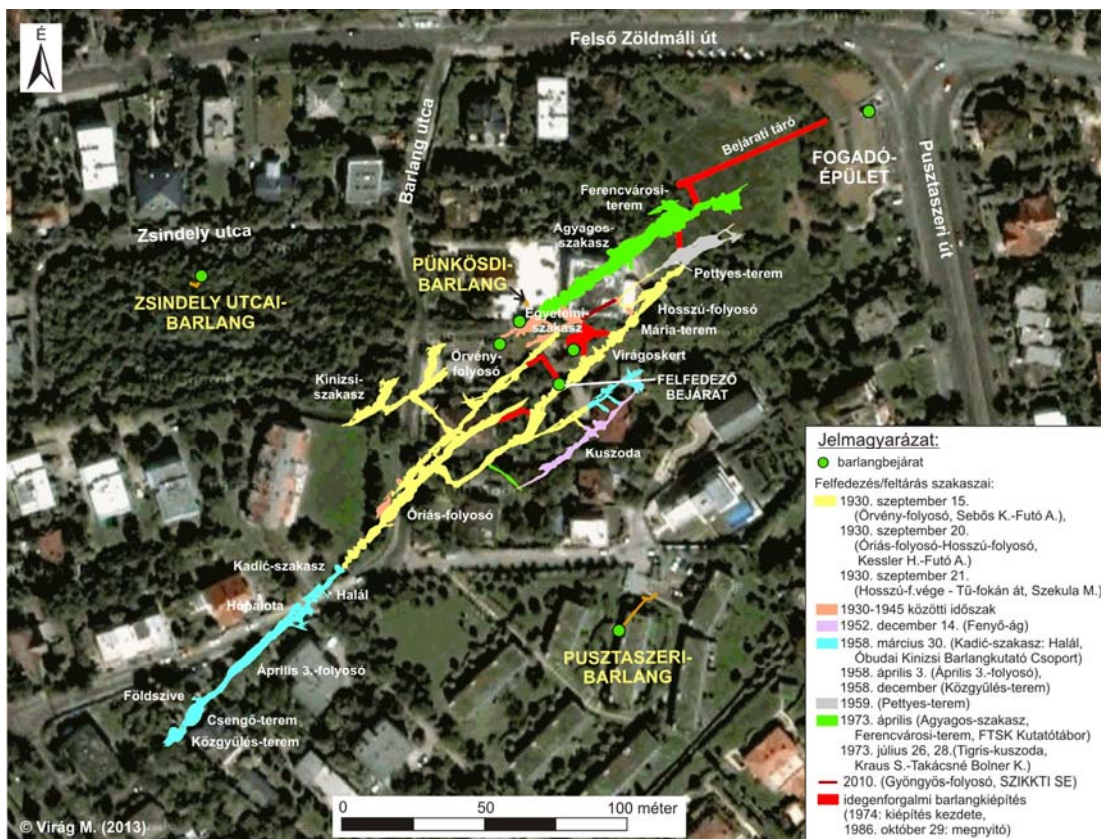 É
Felső Zöldmáli út
Barlang utca
Bejárati táró
FOGADÓ-
ÉPÜLET
Pusztaszeri út
Ferencvárosi-
terem
Agyagos-
szakasz
Zsindely utca
PÜNKÖSDI-
BARLANG
Pettyes-terem
ZSINDELY UTCAI-
BARLANG
Hosszú-folyosó
Egyetemi-
szakasz
Mária-terem
Örvény-
folyosó
Virágoskert
Kinizsi-
szakasz
FELFEDEZŐ
BEJÁRAT
Kuszoda
Óriás-folyosó
Kadić-szakasz
Halál
Hópalota
Április 3.-folyosó
PUSZTASZERI-
BARLANG
Földszíve
Csengő-terem
Közgyűlés-terem
Jelmagyarázat:
barlangbejárat
Felfedezés/feltárás szakaszai:
1930. szeptember 15.
(Örvény-folyosó, Sebős K.-Futó A.),
1930. szeptember 20.
(Óriás-folyosó-Hosszú-folyosó,
Kessler H.-Futó A.)
1930. szeptember 21.
(Hosszú-f.vége - Tű-fokán át, Szekula M.)
1930-1945 közötti időszak
1952. december 14. (Fenyő-ág)
1958. március 30. (Kadić-szakasz: Halál,
Óbudai Kinizsi Barlangkutató Csoport)
1958. április 3. (Április 3.-folyosó),
1958. december (Közgyűlés-terem)
1959. (Pettyes-terem)
1973. április (Agyagos-szakasz,
Ferencvárosi-terem, FTSK Kutatótábor)
1973. július 26, 28.(Tigris-kuszoda,
Kraus S.-Takácsné Bolner K.)
2010. (Gyöngyös-folyosó, SZIKKTI SE)
idegenforgalmi barlangkiépítés
(1974: kiépítés kezdete,
1986. október 29: megnyitó)
0 50 100 méter
© Virág M. (2013)